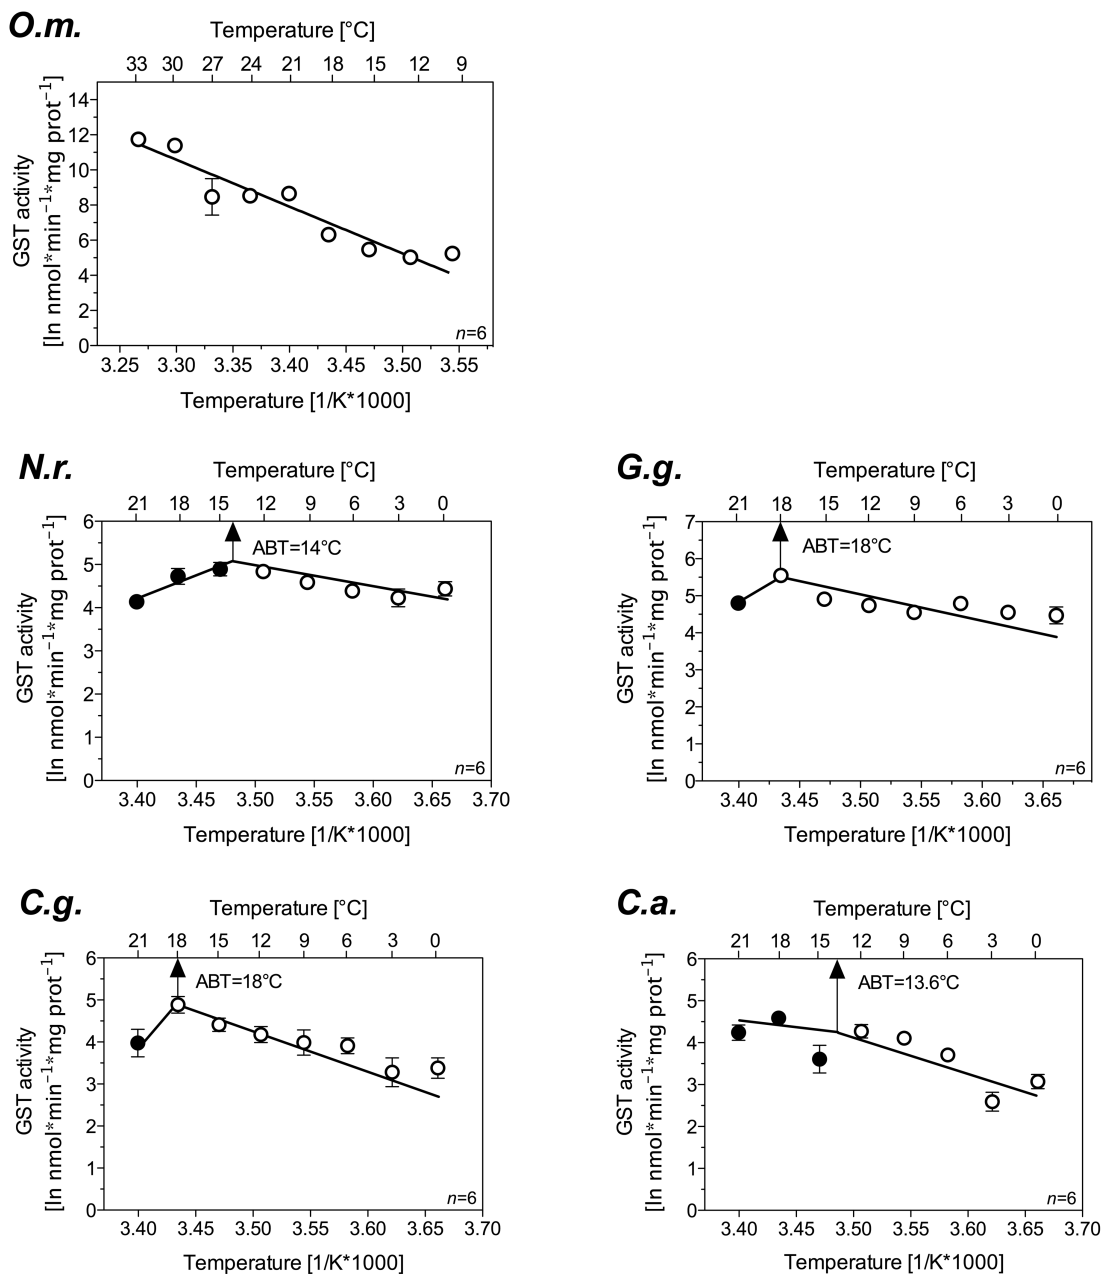 O.m.
Temperature [°C]
33 30 27 24 21 18 15 12 9
GST activity
[ln nmol*min⁻¹*mg prot⁻¹]
14
12
10
8
6
4
2
0
n=6
3.25 3.30 3.35 3.40 3.45 3.50 3.55
Temperature [1/K*1000]
N.r.
Temperature [°C]
21 18 15 12 9 6 3 0
GST activity
[ln nmol*min⁻¹*mg prot⁻¹]
6
5
4
3
2
1
0
ABT=14°C
n=6
3.40 3.45 3.50 3.55 3.60 3.65 3.70
Temperature [1/K*1000]
G.g.
Temperature [°C]
21 18 15 12 9 6 3 0
GST activity
[ln nmol*min⁻¹*mg prot⁻¹]
7
6
5
4
3
2
1
0
ABT=18°C
n=6
3.40 3.45 3.50 3.55 3.60 3.65
Temperature [1/K*1000]
C.g.
Temperature [°C]
21 18 15 12 9 6 3 0
GST activity
[ln nmol*min⁻¹*mg prot⁻¹]
6
5
4
3
2
1
0
ABT=18°C
n=6
3.40 3.45 3.50 3.55 3.60 3.65 3.70
Temperature [1/K*1000]
C.a.
Temperature [°C]
21 18 15 12 9 6 3 0
GST activity
[ln nmol*min⁻¹*mg prot⁻¹]
6
5
4
3
2
1
0
ABT=13.6°C
n=6
3.40 3.45 3.50 3.55 3.60 3.65 3.70
Temperature [1/K*1000]